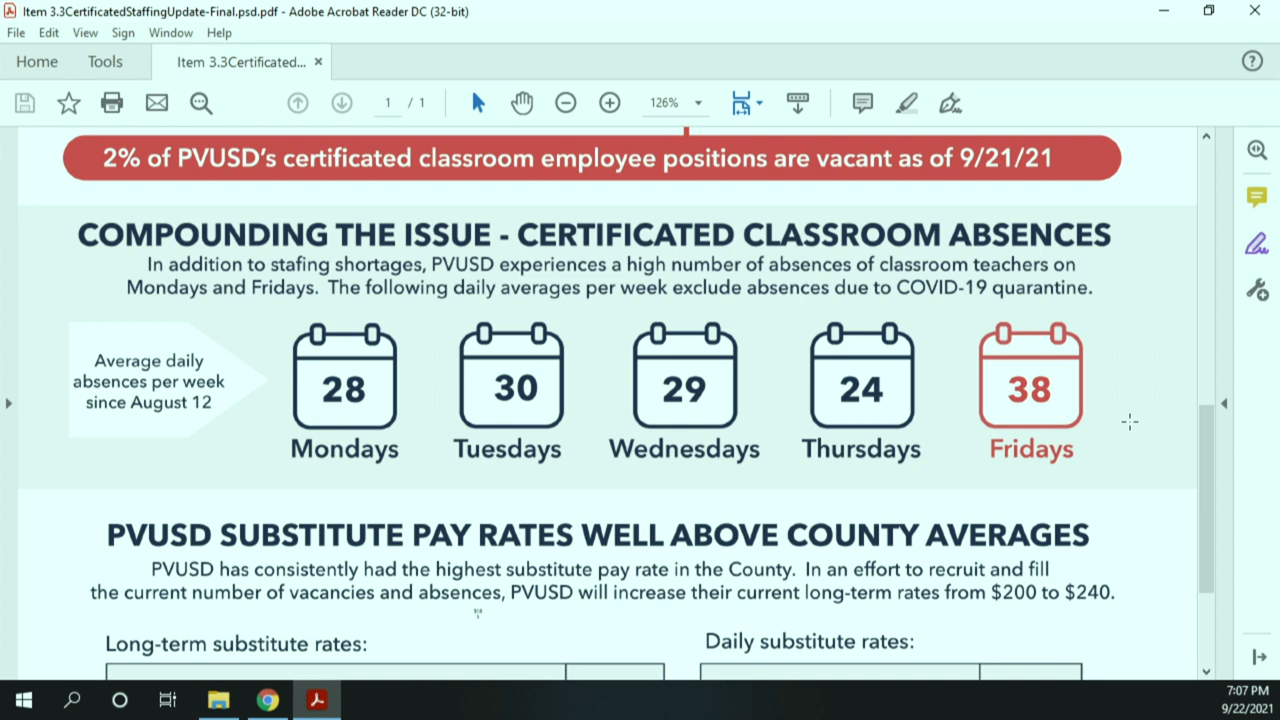 Item 3.3CertificatedStaffingUpdate-Final.psd.pdf - Adobe Acrobat Reader DC (32-bit)
File Edit View Sign Window Help
Home Tools Item 3.3Certificated... ×
1 / 1 126%
2% of PVUSD's certificated classroom employee positions are vacant as of 9/21/21
COMPOUNDING THE ISSUE - CERTIFICATED CLASSROOM ABSENCES
In addition to stafing shortages, PVUSD experiences a high number of absences of classroom teachers on
Mondays and Fridays. The following daily averages per week exclude absences due to COVID-19 quarantine.
Average daily
absences per week
since August 12
28 30 29 24 38
Mondays Tuesdays Wednesdays Thursdays Fridays
PVUSD SUBSTITUTE PAY RATES WELL ABOVE COUNTY AVERAGES
PVUSD has consistently had the highest substitute pay rate in the County. In an effort to recruit and fill
the current number of vacancies and absences, PVUSD will increase their current long-term rates from $200 to $240.
Long-term substitute rates: Daily substitute rates:
7:07 PM
9/22/2021